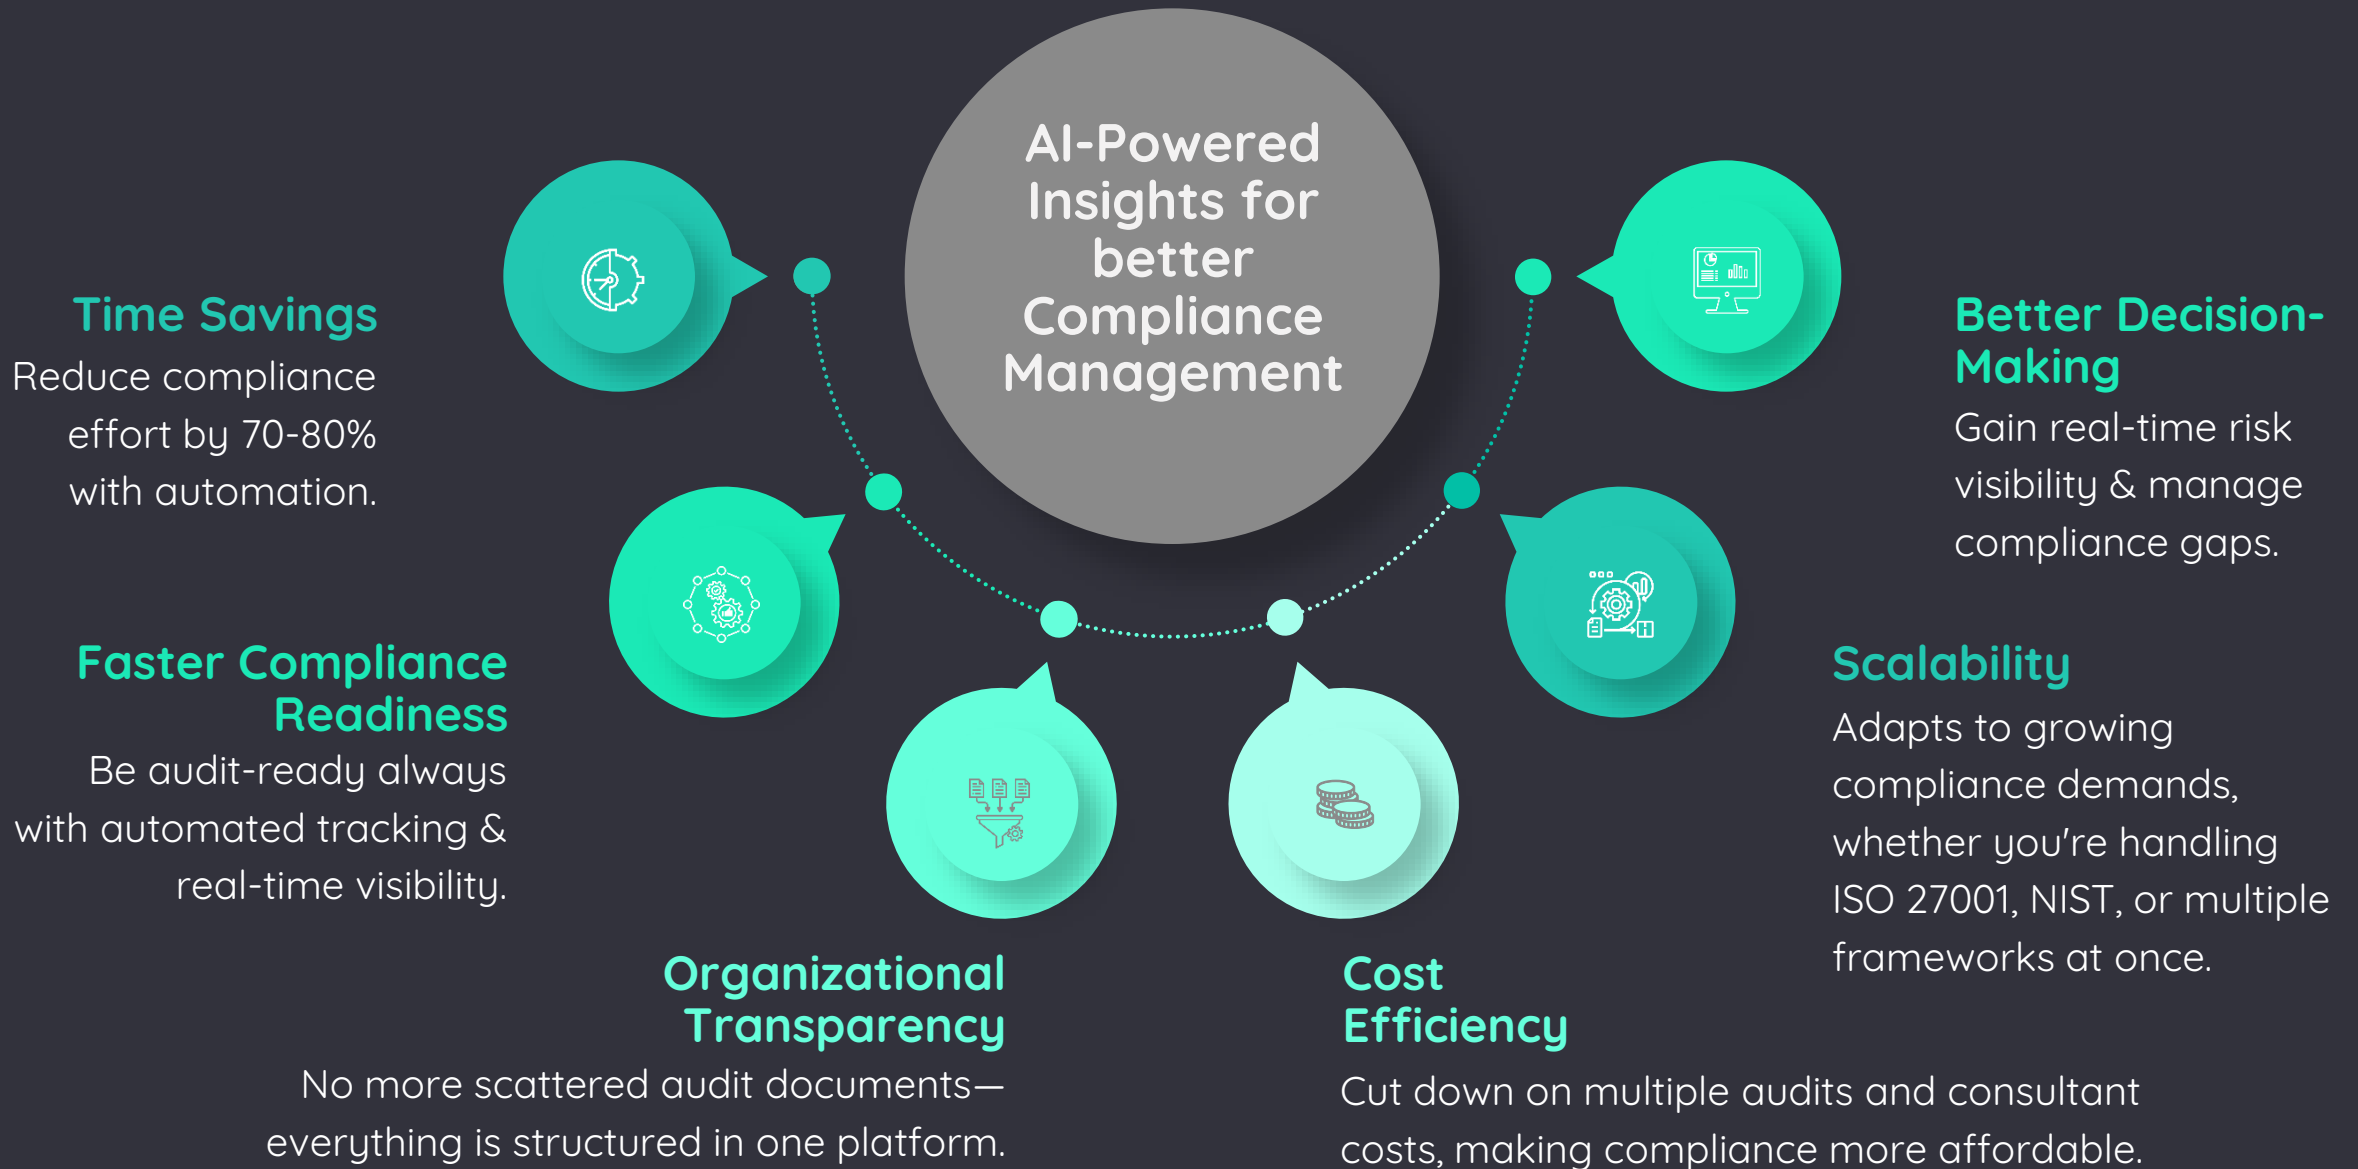 AI-Powered
Insights for
better
Compliance
Management
Time Savings
Reduce compliance
effort by 70-80%
with automation.
Faster Compliance
Readiness
Be audit-ready always
with automated tracking &
real-time visibility.
Organizational
Transparency
No more scattered audit documents—
everything is structured in one platform.
Cost
Efficiency
Cut down on multiple audits and consultant
costs, making compliance more affordable.
Scalability
Adapts to growing
compliance demands,
whether you're handling
ISO 27001, NIST, or multiple
frameworks at once.
Better Decision-
Making
Gain real-time risk
visibility & manage
compliance gaps.